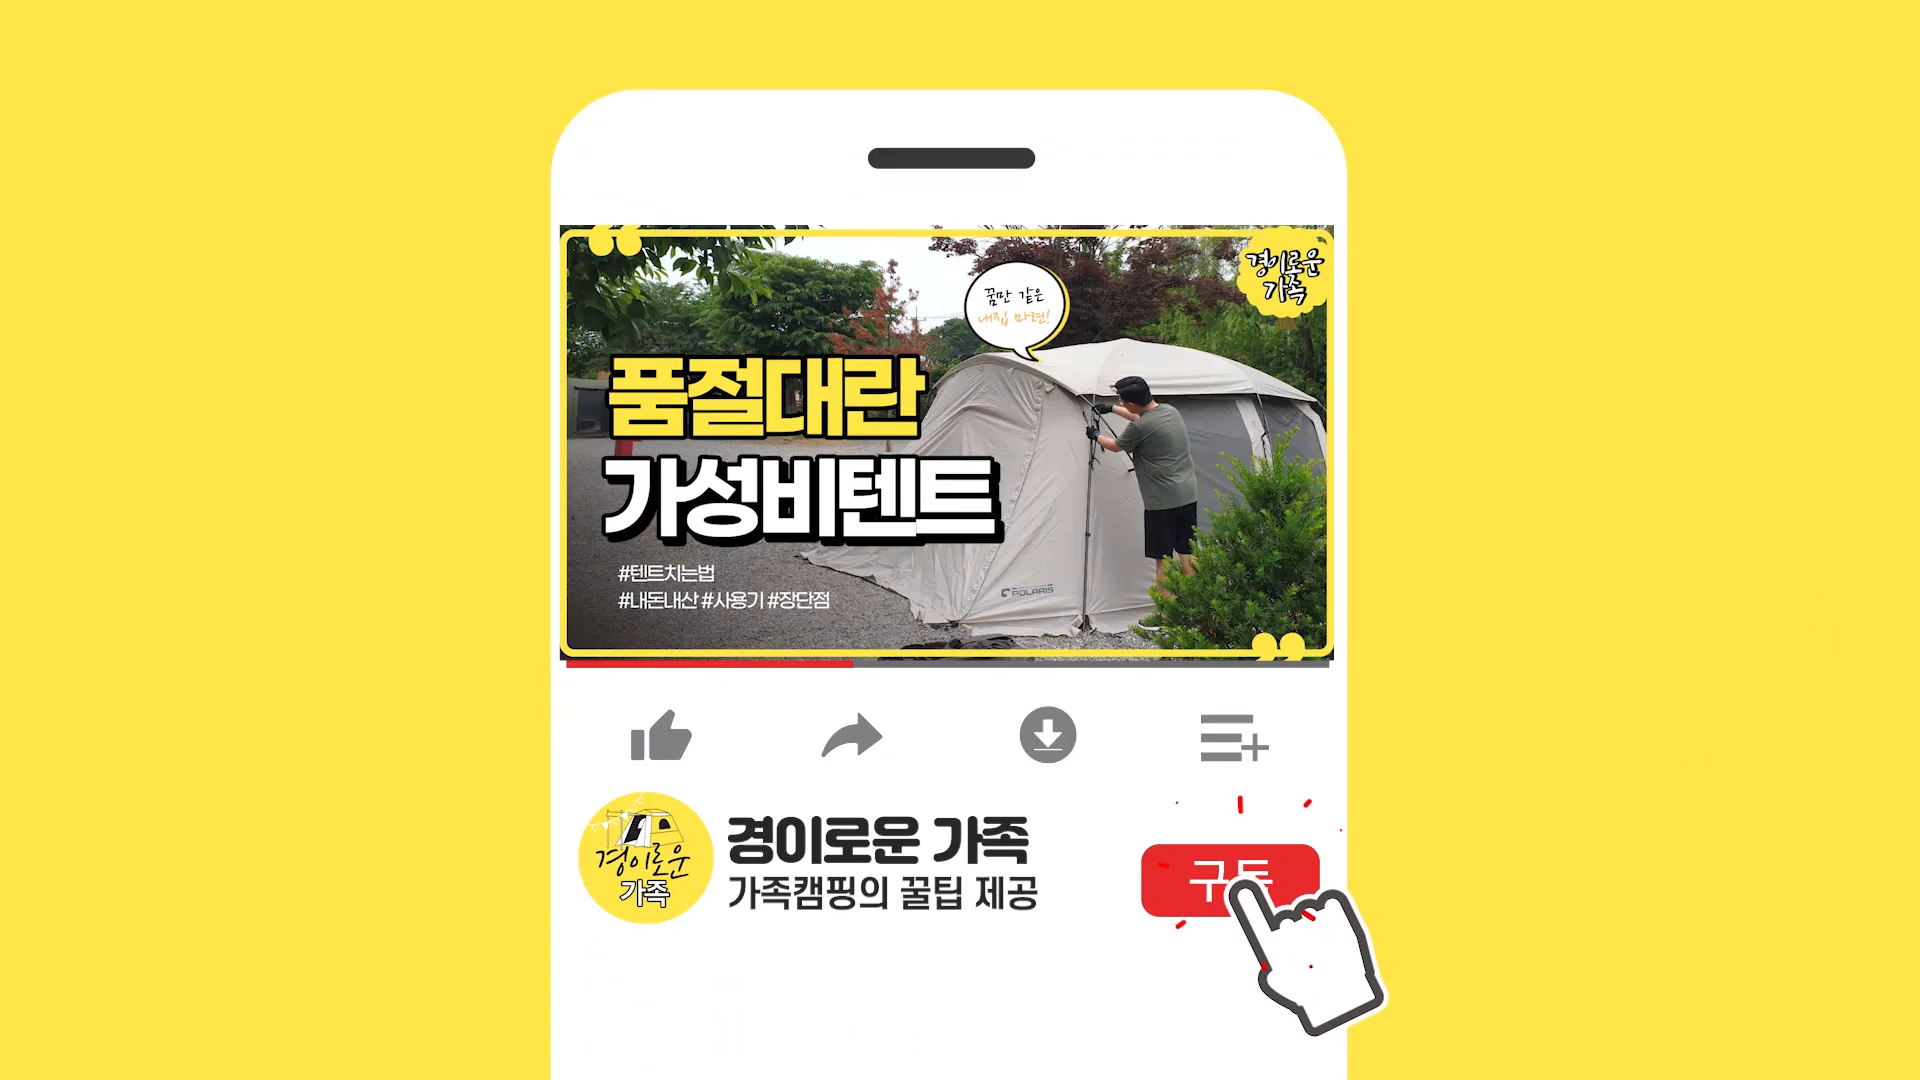 경이로운
가족
꿈만 같은
내집 마련!
품절대란
가성비텐트
#텐트치는법
#내돈내산 #사용기 #장단점
POLARIS
경이로운
가족
경이로운 가족
가족캠핑의 꿀팁 제공
구독